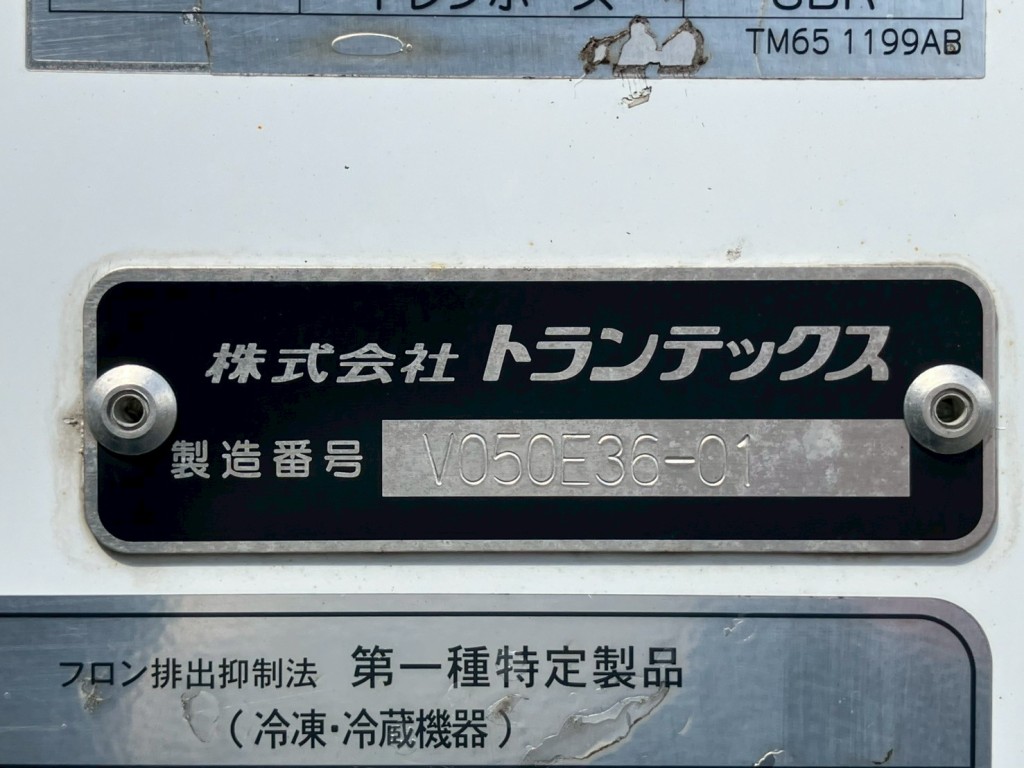 TM65 1199AB
株式会社 トランテックス
製造番号 V050E36-01
フロン排出抑制法 第一種特定製品
(冷凍・冷蔵機器)